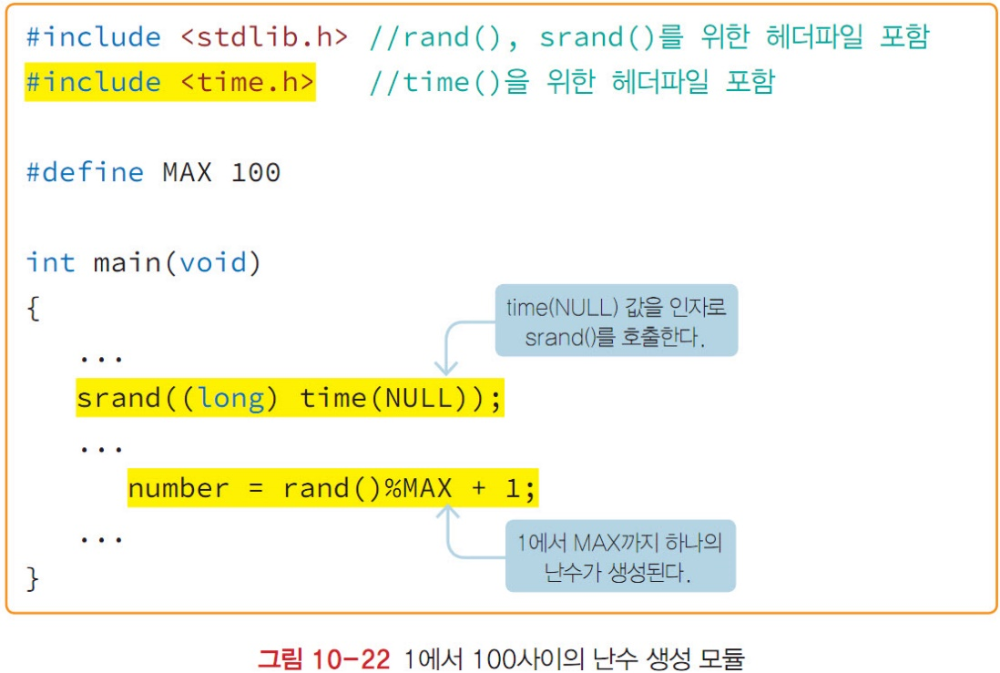 #include <stdlib.h> //rand(), srand()를 위한 헤더파일 포함
#include <time.h> //time()을 위한 헤더파일 포함
#define MAX 100
int main(void)
{
time(NULL) 값을 인자로
srand()를 호출한다.
...
srand((long) time(NULL));
...
number = rand()%MAX + 1;
...
1에서 MAX까지 하나의
난수가 생성된다.
}
그림 10-22 1에서 100사이의 난수 생성 모듈